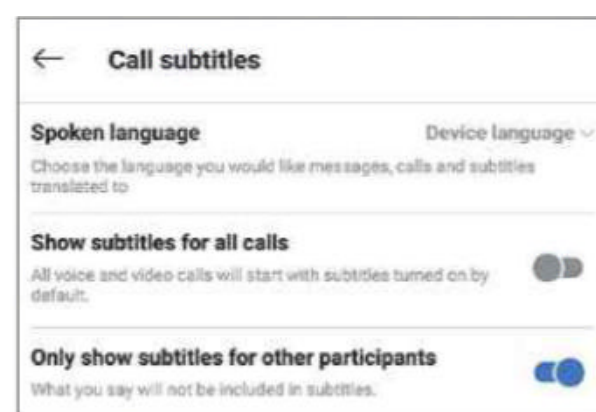 Call subtitles
Spoken language Device language
Choose the language you would like messages, calls and subtitles
translated to
Show subtitles for all calls
All voice and video calls will start with subtitles turned on by
default.
Only show subtitles for other participants
What you say will not be included in subtitles.